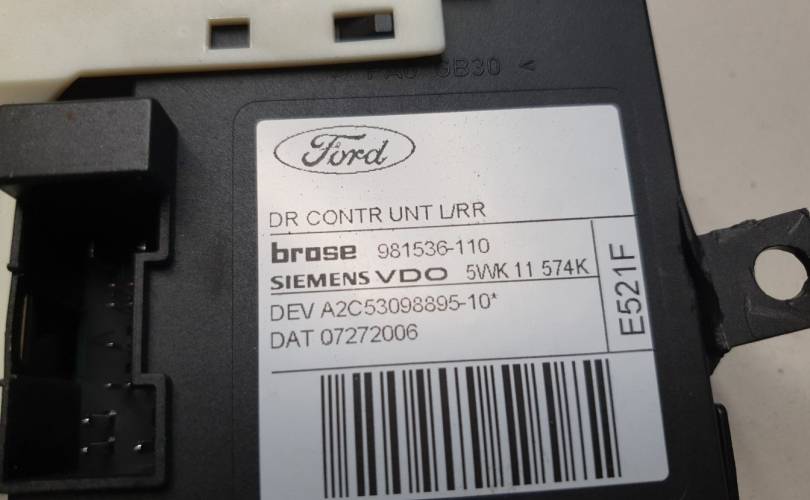 GB30 <
Ford
DR CONTR UNT L/RR
brose 981536-110
SIEMENS VDO 5WK 11 574K
DEV A2C53098895-10*
DAT 07272006
E521F